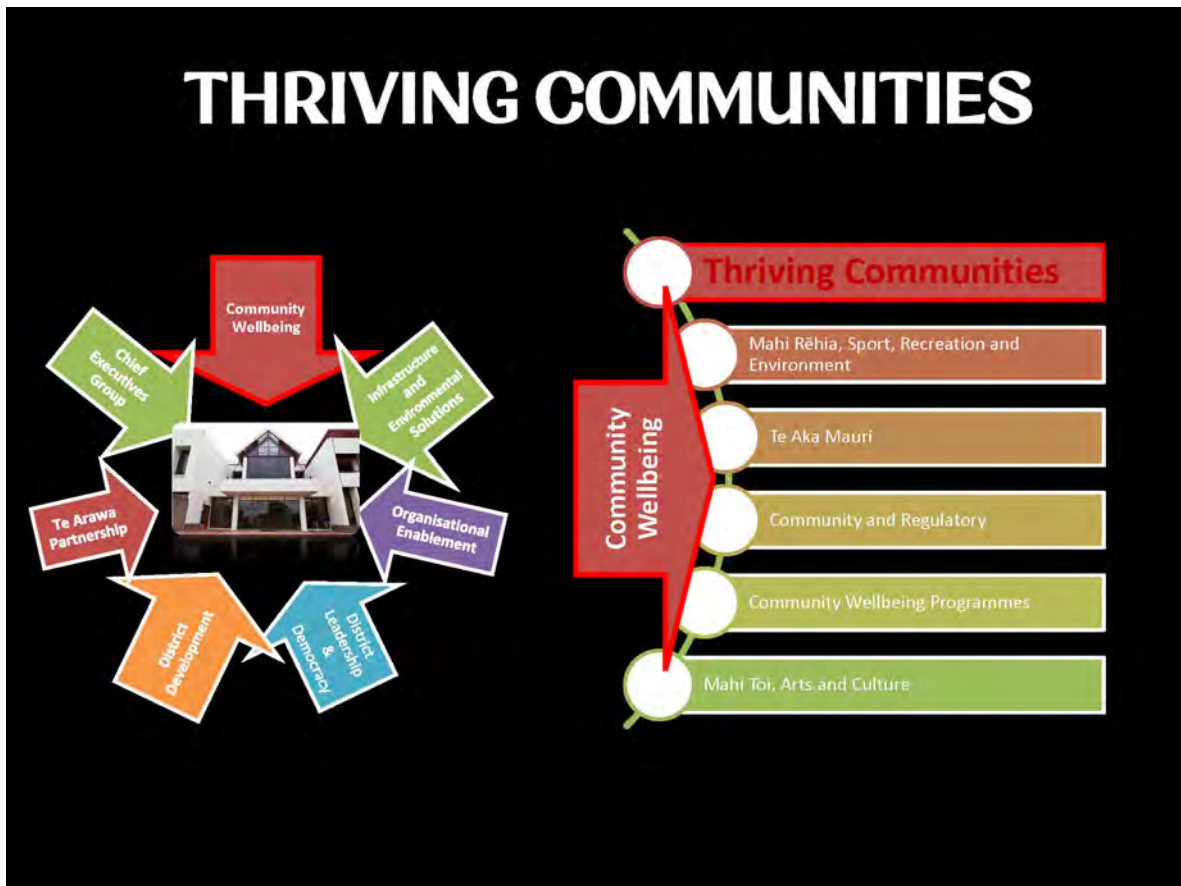 THRIVING COMMUNITIES
Community
Wellbeing
Chief
Executives
Group
Infrastructure
and
Environmental
Solutions
Te Arawa
Partnership
Organisational
Enablement
District
Development
District
Leadership
&
Democracy
Community
Wellbeing
Thriving Communities
Mahi Rēhia, Sport, Recreation and
Environment
Te Aka Mauri
Community and Regulatory
Community Wellbeing Programmes
Mahi Toi, Arts and Culture